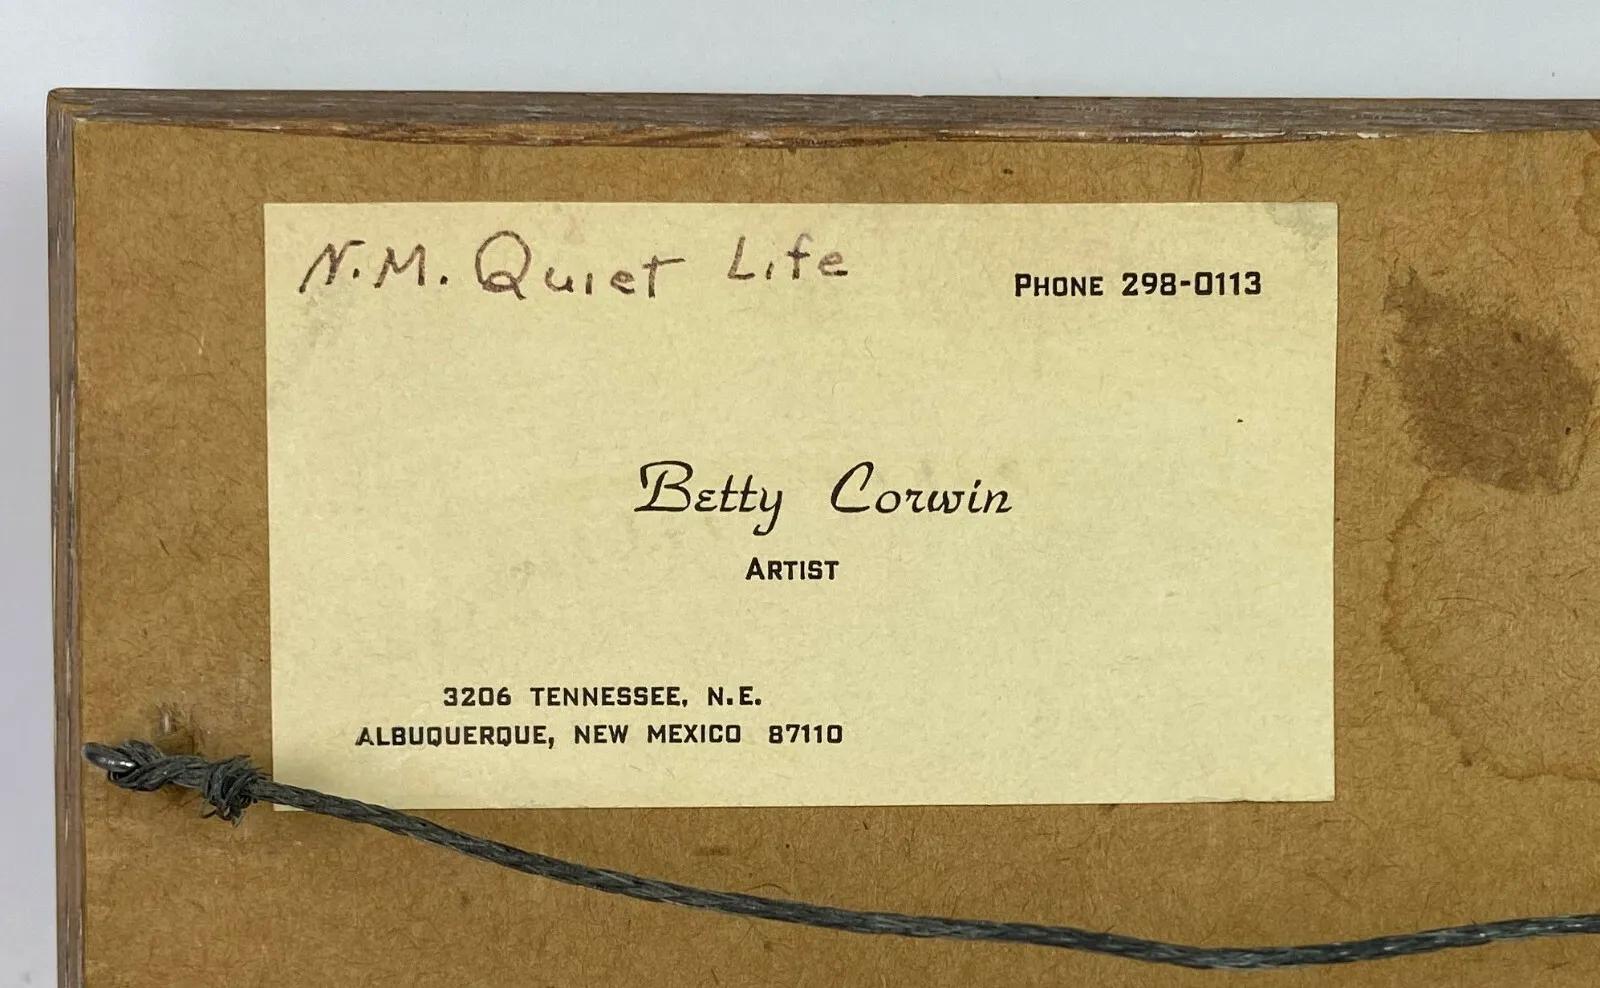 N.M. Quiet Life
PHONE 298-0113
Betty Corwin
ARTIST
3206 TENNESSEE, N.E.
ALBUQUERQUE, NEW MEXICO 87110